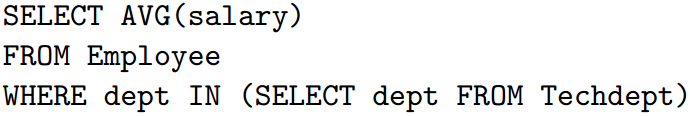 SELECT AVG(salary)
FROM Employee
WHERE dept IN (SELECT dept FROM Techdept)